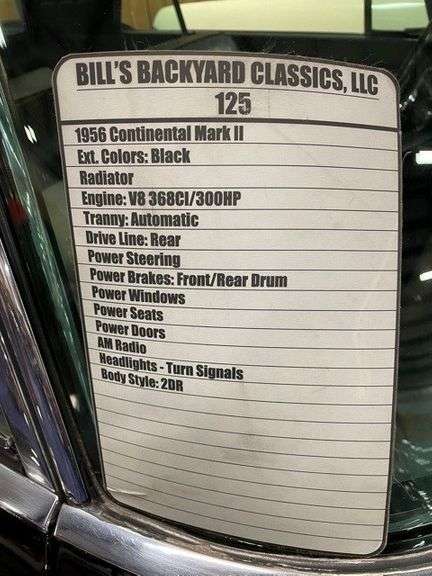 BILL'S BACKYARD CLASSICS, LLC
125
1956 Continental Mark II
Ext. Colors: Black
Radiator
Engine: V8 368CI/300HP
Tranny: Automatic
Drive Line: Rear
Power Steering
Power Brakes: Front/Rear Drum
Power Windows
Power Seats
Power Doors
AM Radio
Headlights - Turn Signals
Body Style: 2DR